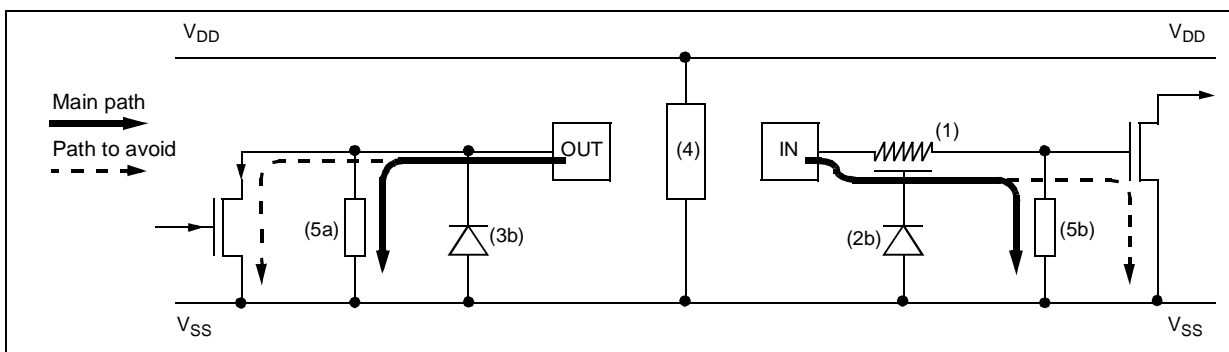 VDD
VDD
Main path
Path to avoid
OUT
(4)
IN
(1)
(5a)
(3b)
(2b)
(5b)
VSS
VSS